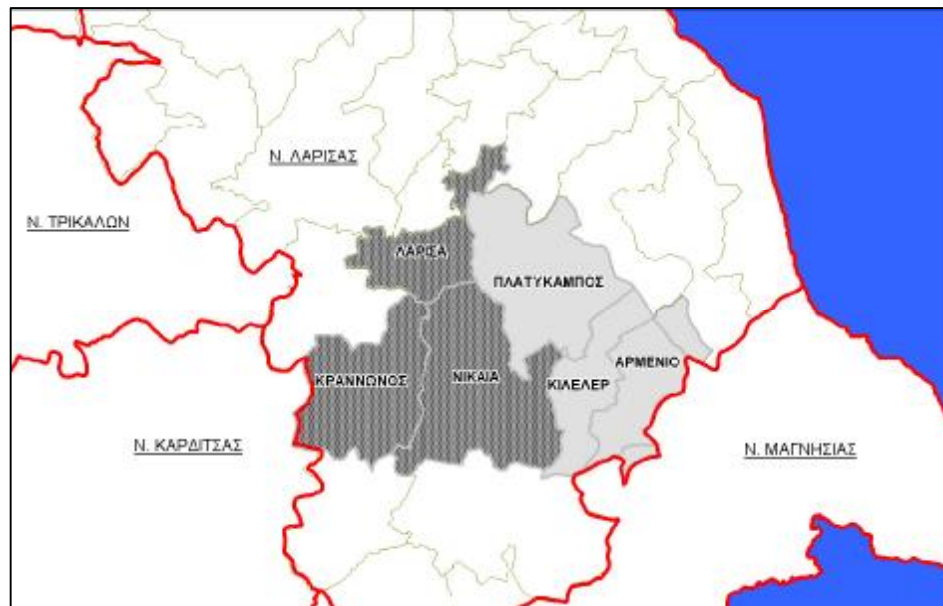 Ν. ΛΑΡΙΣΑΣ
Ν. ΤΡΙΚΑΛΩΝ
ΛΑΡΙΣΑ
ΠΛΑΤΥΚΑΜΠΟΣ
ΑΡΜΕΝΙΟ
ΚΡΑΝΝΩΝΟΣ
ΝΙΚΑΙΑ
ΚΙΛΕΛΕΡ
Ν. ΚΑΡΔΙΤΣΑΣ
Ν. ΜΑΓΝΗΣΙΑΣ